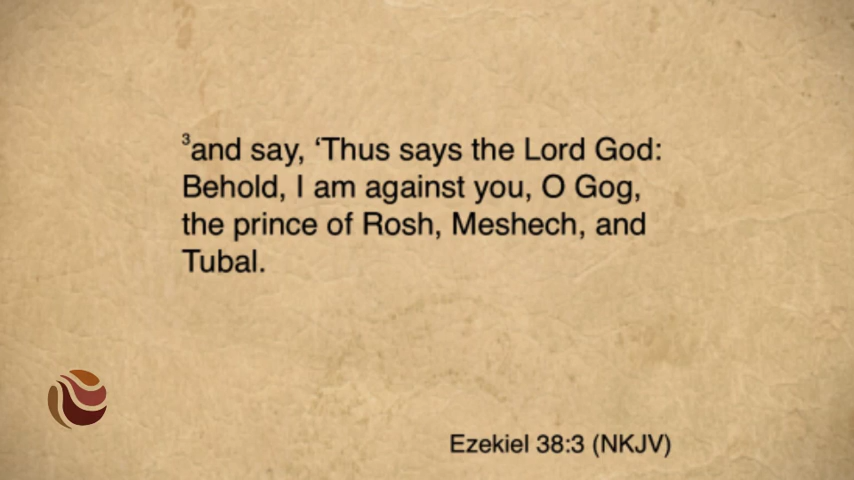 ³and say, ‘Thus says the Lord God:
Behold, I am against you, O Gog,
the prince of Rosh, Meshech, and
Tubal.
Ezekiel 38:3 (NKJV)